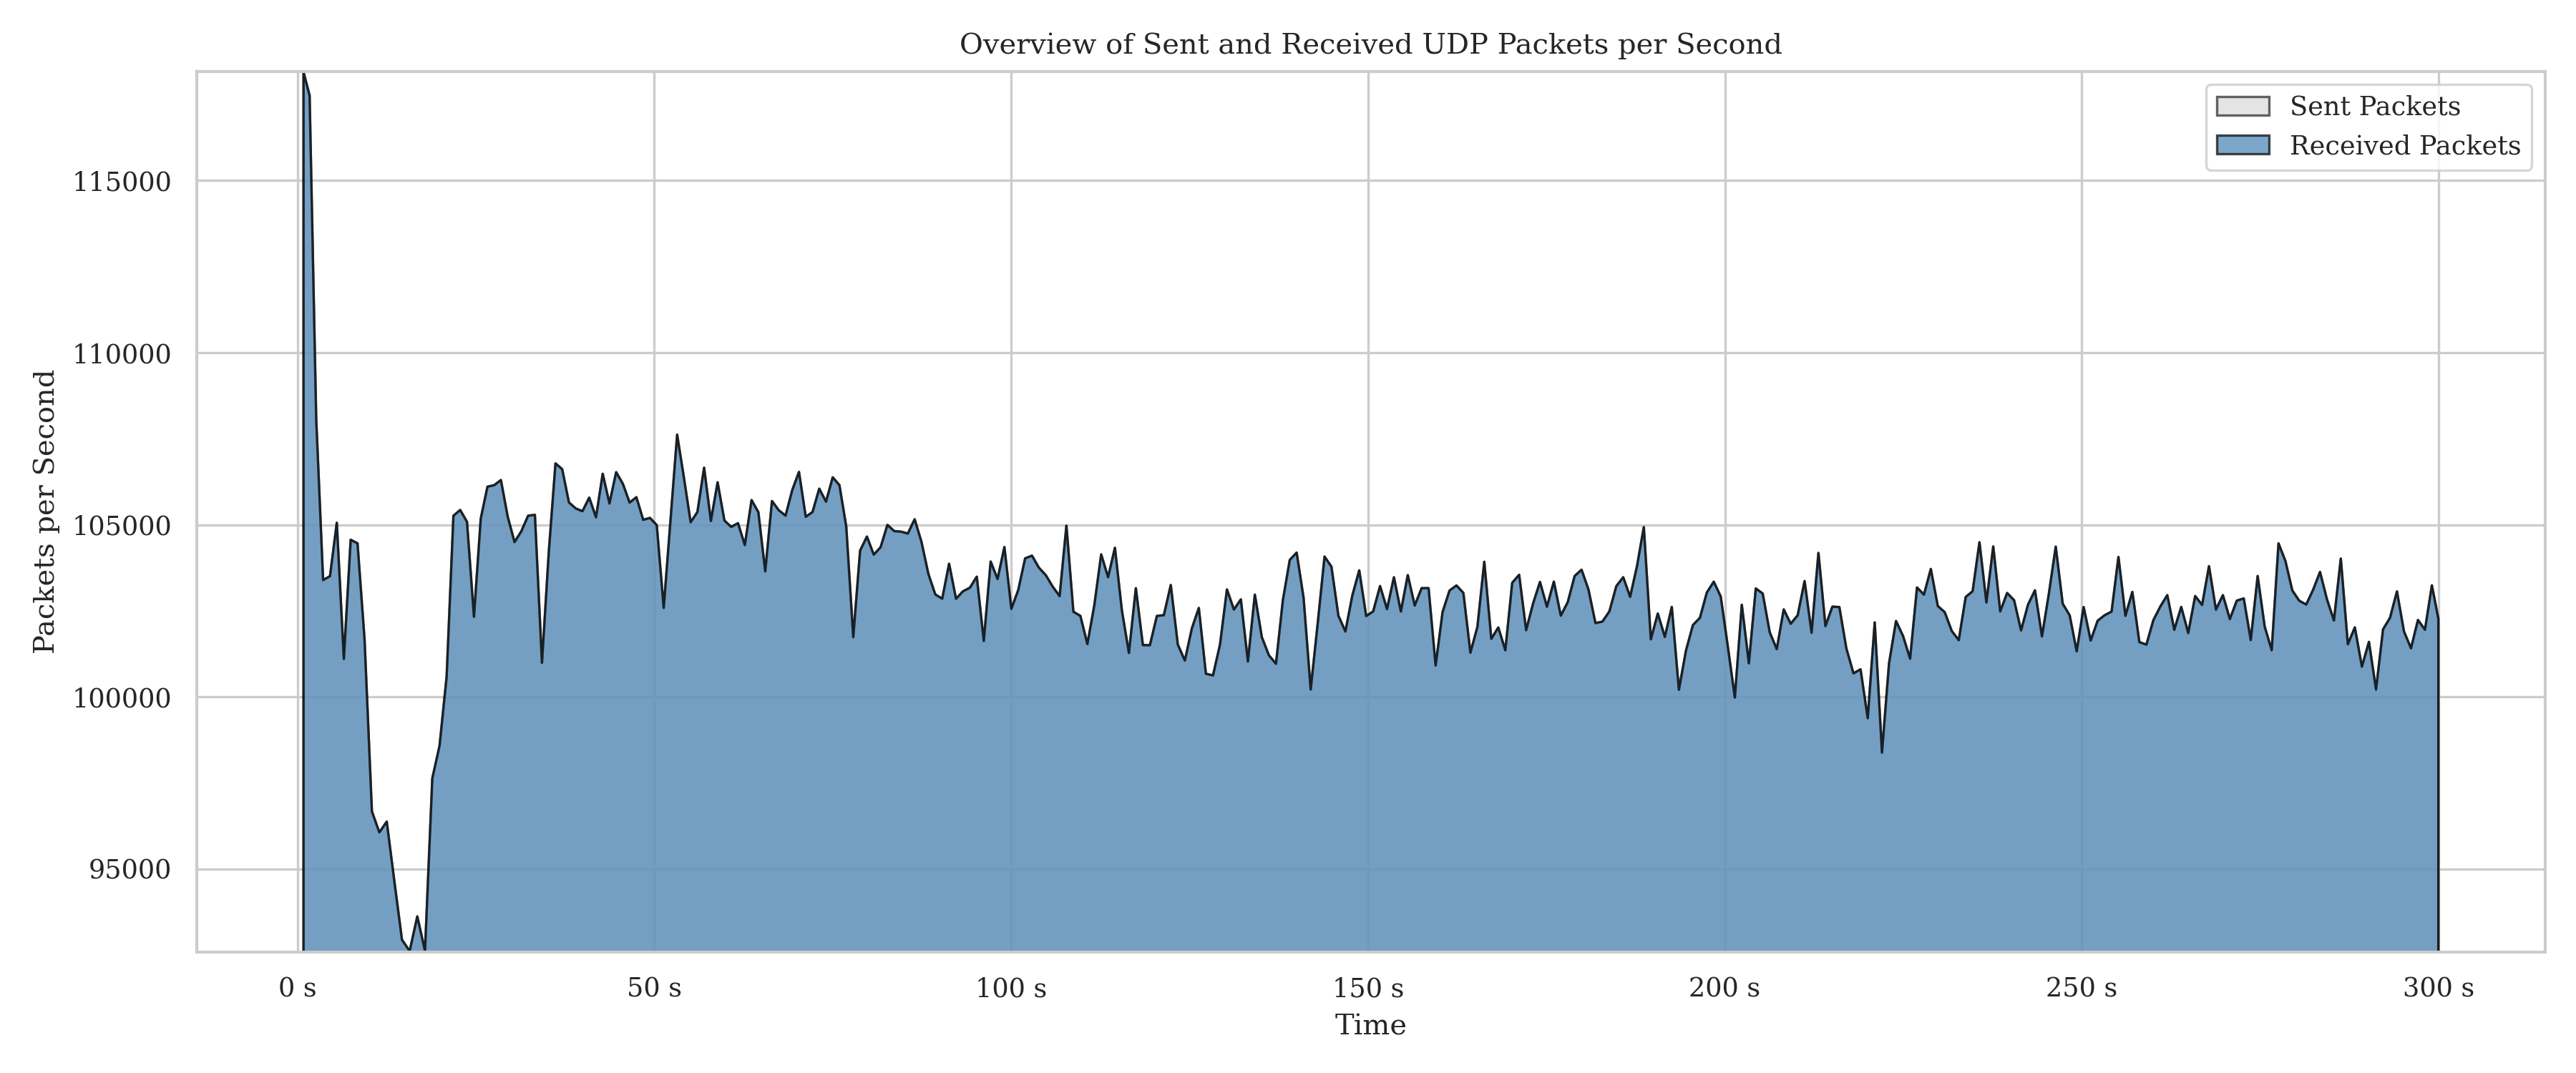 Overview of Sent and Received UDP Packets per Second
Sent Packets
Received Packets
Packets per Second
115000
110000
105000
100000
95000
0 s
50 s
100 s
150 s
200 s
250 s
300 s
Time